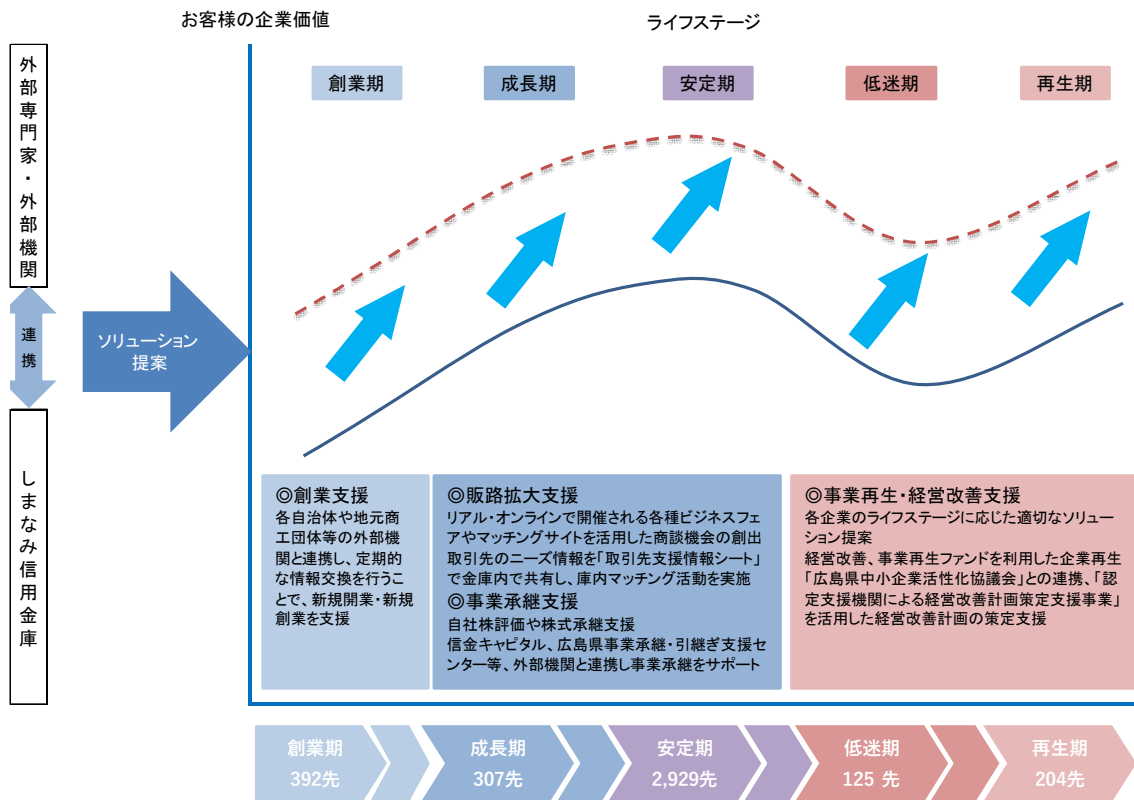 お客様の企業価値
ライフステージ
外部専門家・外部機関
連携
しまなみ信用金庫
ソリューション
提案
創業期
成長期
安定期
低迷期
再生期
◎創業支援
各自治体や地元商
工団体等の外部機
関と連携し、定期的
な情報交換を行うこ
とで、新規開業・新規
創業を支援
◎販路拡大支援
リアル・オンラインで開催される各種ビジネスフェ
アやマッチングサイトを活用した商談機会の創出
取引先のニーズ情報を「取引先支援情報シート」
で金庫内で共有し、庫内マッチング活動を実施
◎事業承継支援
自社株評価や株式承継支援
信金キャピタル、広島県事業承継・引継ぎ支援セ
ンター等、外部機関と連携し事業承継をサポート
◎事業再生・経営改善支援
各企業のライフステージに応じた適切なソリュー
ション提案
経営改善、事業再生ファンドを利用した企業再生
「広島県中小企業活性化協議会」との連携、「認
定支援機関による経営改善計画策定支援事業」
を活用した経営改善計画の策定支援
創業期
392先
成長期
307先
安定期
2,929先
低迷期
125 先
再生期
204先